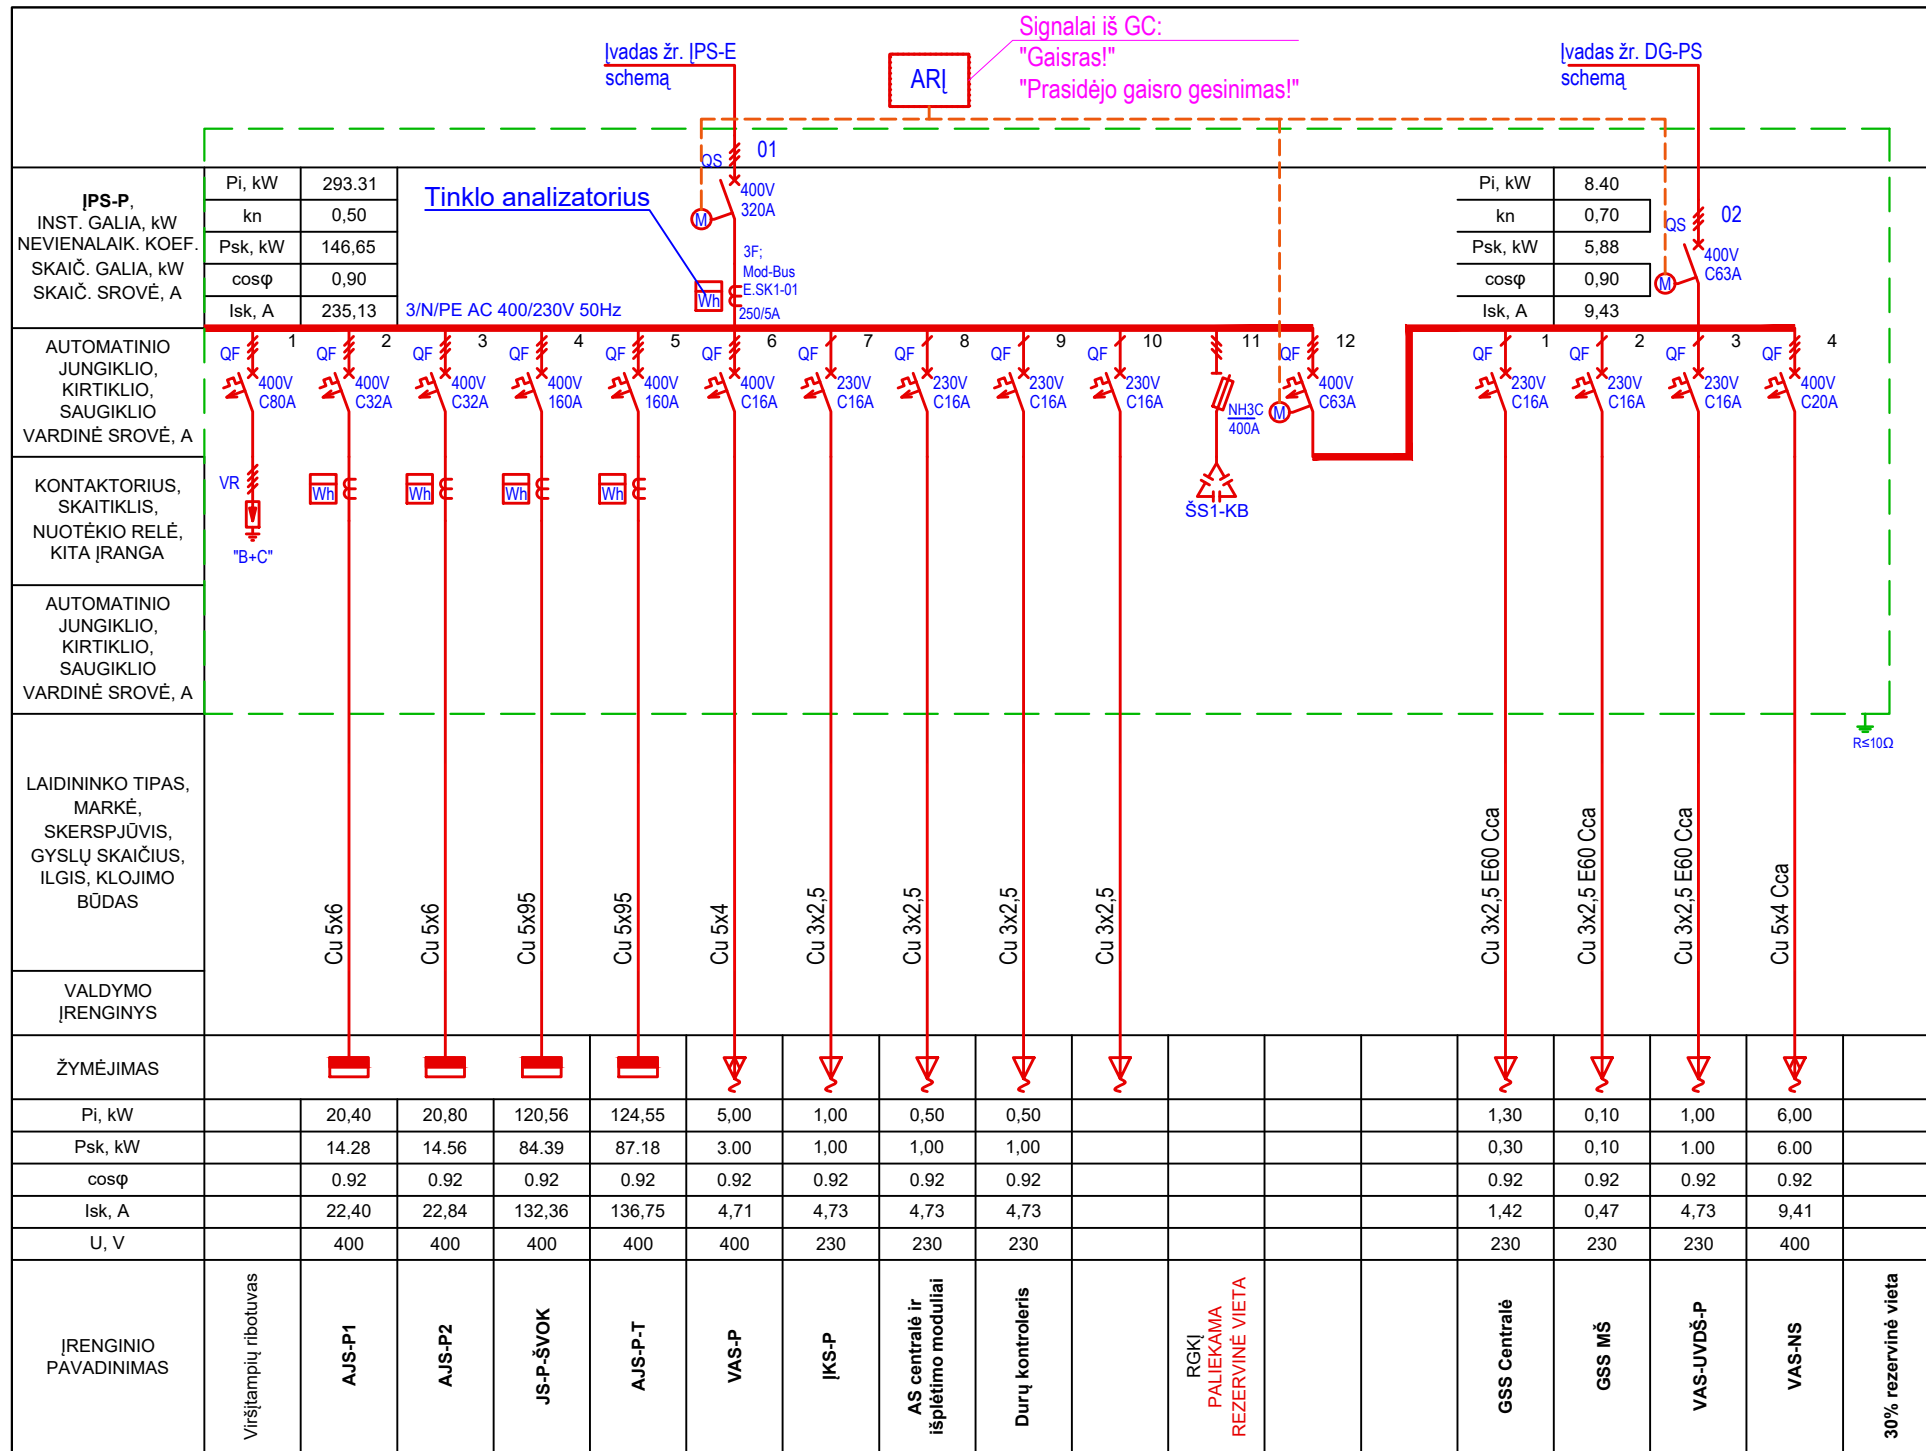 Signalai iš GC:
"Gaisras!"
"Prasidėjo gaisro gesinimas!"
Įvadas žr. ĮPS-E
schemą
ARĮ
Įvadas žr. DG-PS
schemą
ĮPS-P,
INST. GALIA, kW
NEVIENALAIK. KOEF.
SKAIČ. GALIA, kW
SKAIČ. SROVĖ, A
Pi, kW 293.31
kn 0,50
Psk, kW 146,65
cosφ 0,90
Isk, A 235,13
Tinklo analizatorius
3/N/PE AC 400/230V 50Hz
QS 01
400V
320A
M
3F;
Mod-Bus
E.SK1-01
Wh
250/5A
Pi, kW 8.40
kn 0,70
Psk, kW 5,88
cosφ 0,90
Isk, A 9,43
QS 02
400V
C63A
M
AUTOMATINIO
JUNGIKLIO,
KIRTIKLIO,
SAUGIKLIO
VARDINĖ SROVĖ, A
QF 1
400V
C80A
QF 2
400V
C32A
QF 3
400V
C32A
QF 4
400V
160A
QF 5
400V
160A
QF 6
400V
C16A
QF 7
230V
C16A
QF 8
230V
C16A
QF 9
230V
C16A
QF 10
230V
C16A
11
NH3C
400A
QF 12
400V
C63A
M
QF 1
230V
C16A
QF 2
230V
C16A
QF 3
230V
C16A
QF 4
400V
C20A
KONTAKTORIUS,
SKAITIKLIS,
NUOTĖKIO RELĖ,
KITA ĮRANGA
VR
"B+C"
Wh Wh Wh Wh
ŠS1-KB
AUTOMATINIO
JUNGIKLIO,
KIRTIKLIO,
SAUGIKLIO
VARDINĖ SROVĖ, A
R≤10Ω
LAIDININKO TIPAS,
MARKĖ,
SKERSPJŪVIS,
GYSLŲ SKAIČIUS,
ILGIS, KLOJIMO
BŪDAS
Cu 5x6
Cu 5x6
Cu 5x95
Cu 5x95
Cu 5x4
Cu 3x2,5
Cu 3x2,5
Cu 3x2,5
Cu 3x2,5
Cu 3x2,5 E60 Cca
Cu 3x2,5 E60 Cca
Cu 3x2,5 E60 Cca
Cu 5x4 Cca
VALDYMO
ĮRENGINYS
ŽYMĖJIMAS
Pi, kW 20,40 20,80 120,56 124,55 5,00 1,00 0,50 0,50 1,30 0,10 1,00 6,00
Psk, kW 14.28 14.56 84.39 87.18 3.00 1,00 1,00 1,00 0,30 0,10 1.00 6.00
cosφ 0.92 0.92 0.92 0.92 0.92 0.92 0.92 0.92 0.92 0.92 0.92 0.92
Isk, A 22,40 22,84 132,36 136,75 4,71 4,73 4,73 4,73 1,42 0,47 4,73 9,41
U, V 400 400 400 400 400 230 230 230 230 230 230 400
ĮRENGINIO
PAVADINIMAS
Viršįtampių ribotuvas
AJS-P1
AJS-P2
JS-P-ŠVOK
AJS-P-T
VAS-P
ĮKS-P
AS centralė ir
išplėtimo moduliai
Durų kontroleris
RGKĮ
PALIEKAMA
REZERVINĖ VIETA
GSS Centralė
GSS MŠ
VAS-UVDŠ-P
VAS-NS
30% rezervinė vieta